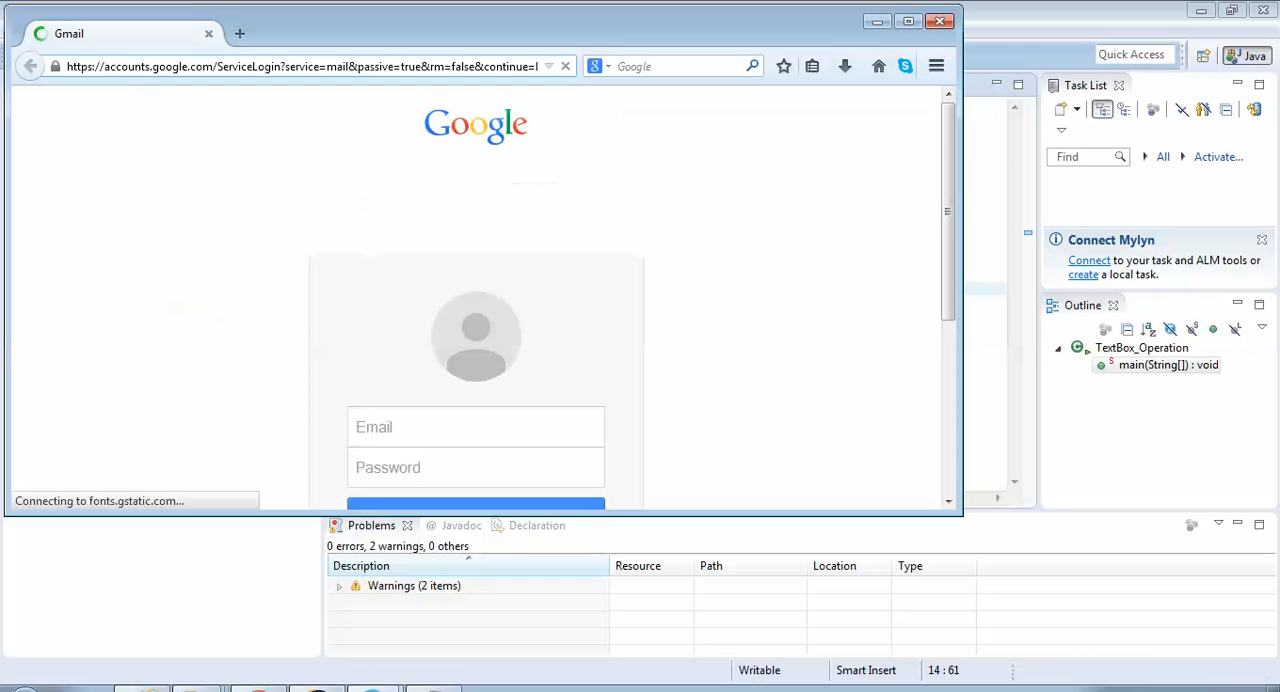 Gmail
https://accounts.google.com/ServiceLogin?service=mail&passive=true&rm=false&continue=l
Google
Quick Access
Java
Google
Task List
Find
All
Activate...
Connect Mylyn
Connect to your task and ALM tools or
create a local task.
Outline
TextBox_Operation
main(String[]) : void
Email
Password
Connecting to fonts.gstatic.com...
Problems
@ Javadoc
Declaration
0 errors, 2 warnings, 0 others
Description
Resource
Path
Location
Type
Warnings (2 items)
Writable
Smart Insert
14 : 61